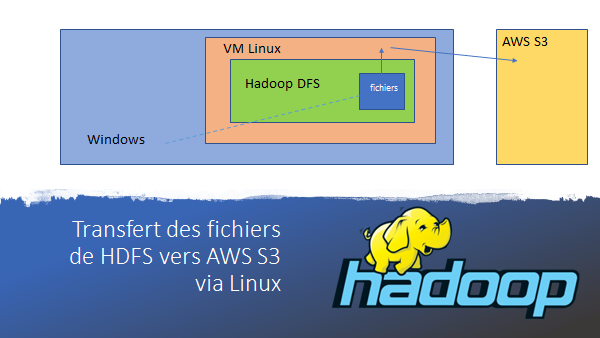 VM Linux
AWS S3
Hadoop DFS
fichiers
Windows
Transfert des fichiers
de HDFS vers AWS S3
via Linux
hadoop